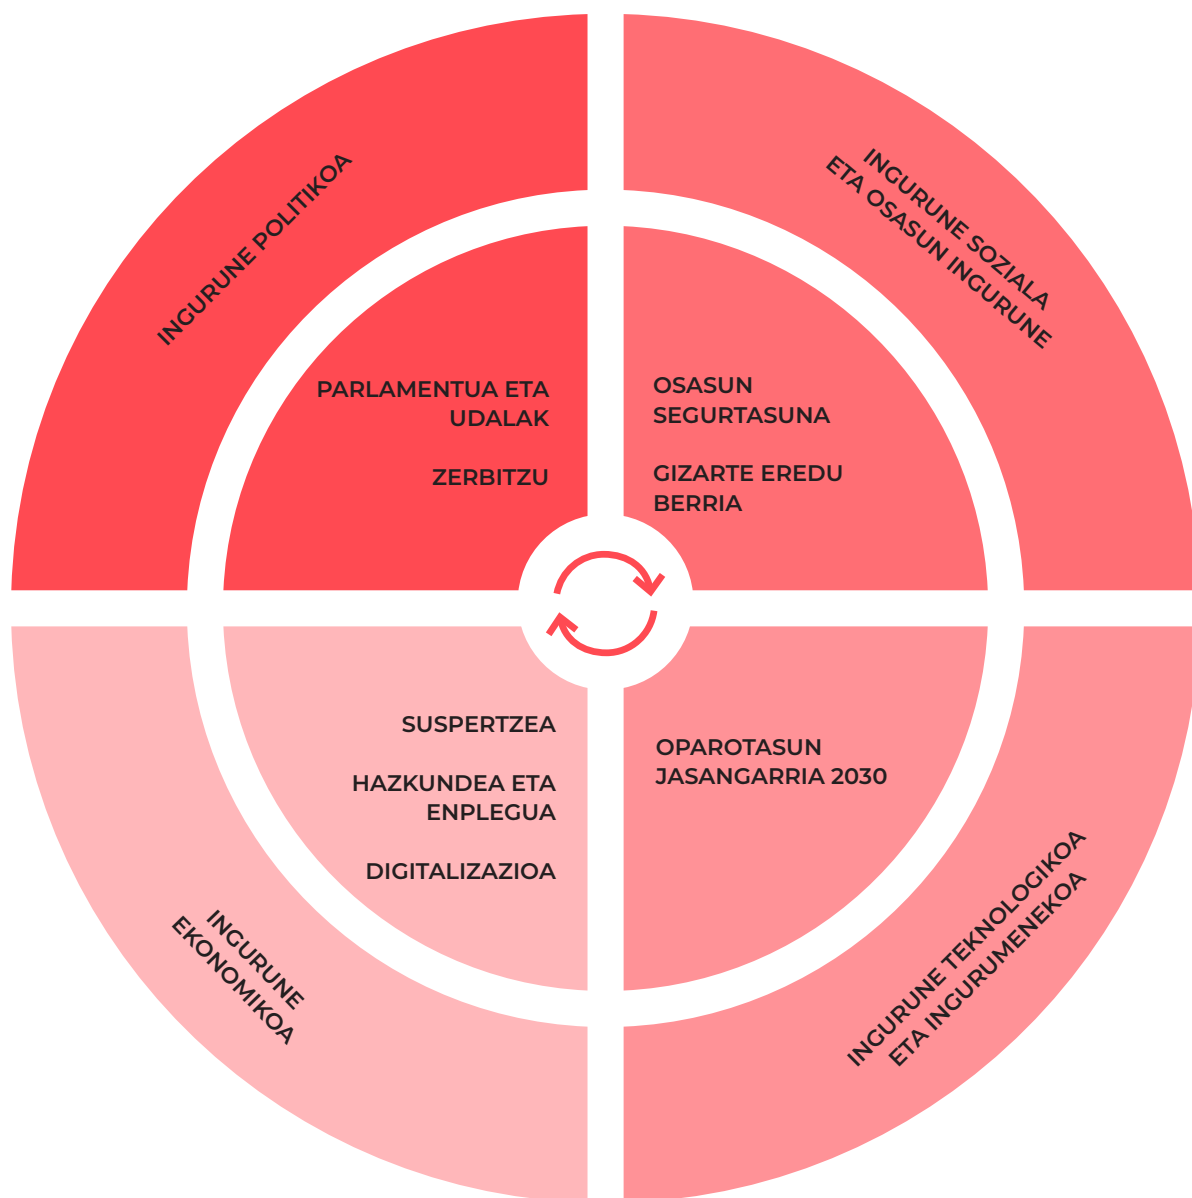 INGURUNE POLITIKOA
PARLAMENTUA ETA
UDALAK
ZERBITZU
INGURUNE SOZIALA
ETA OSASUN INGURUNE
OSASUN
SEGURTASUNA
GIZARTE EREDU
BERRIA
SUSPERTZEA
HAZKUNDEA ETA
ENPLEGUA
DIGITALIZAZIOA
INGURUNE
EKONOMIKOA
OPAROTASUN
JASANGARRIA 2030
INGURUNE TEKNOLOGIKOA
ETA INGURUMENEKOA